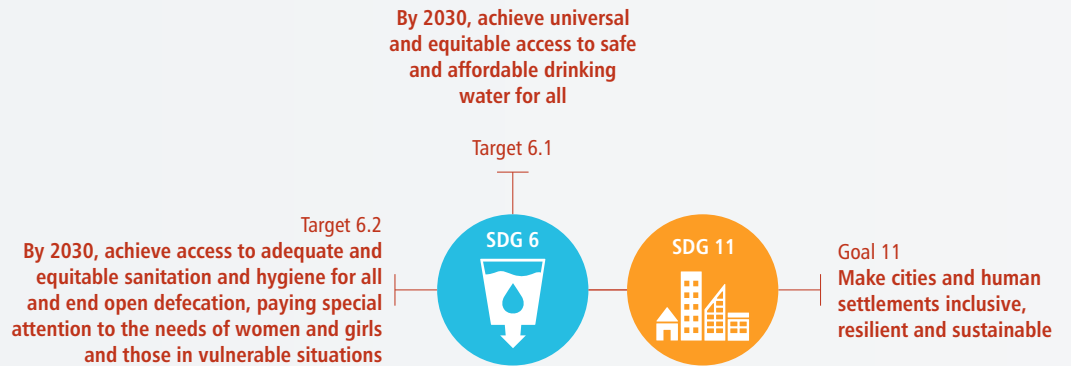 By 2030, achieve universal
and equitable access to safe
and affordable drinking
water for all
Target 6.1
Target 6.2
By 2030, achieve access to adequate and
equitable sanitation and hygiene for all
and end open defecation, paying special
attention to the needs of women and girls
and those in vulnerable situations
SDG 6
SDG 11
Goal 11
Make cities and human
settlements inclusive,
resilient and sustainable